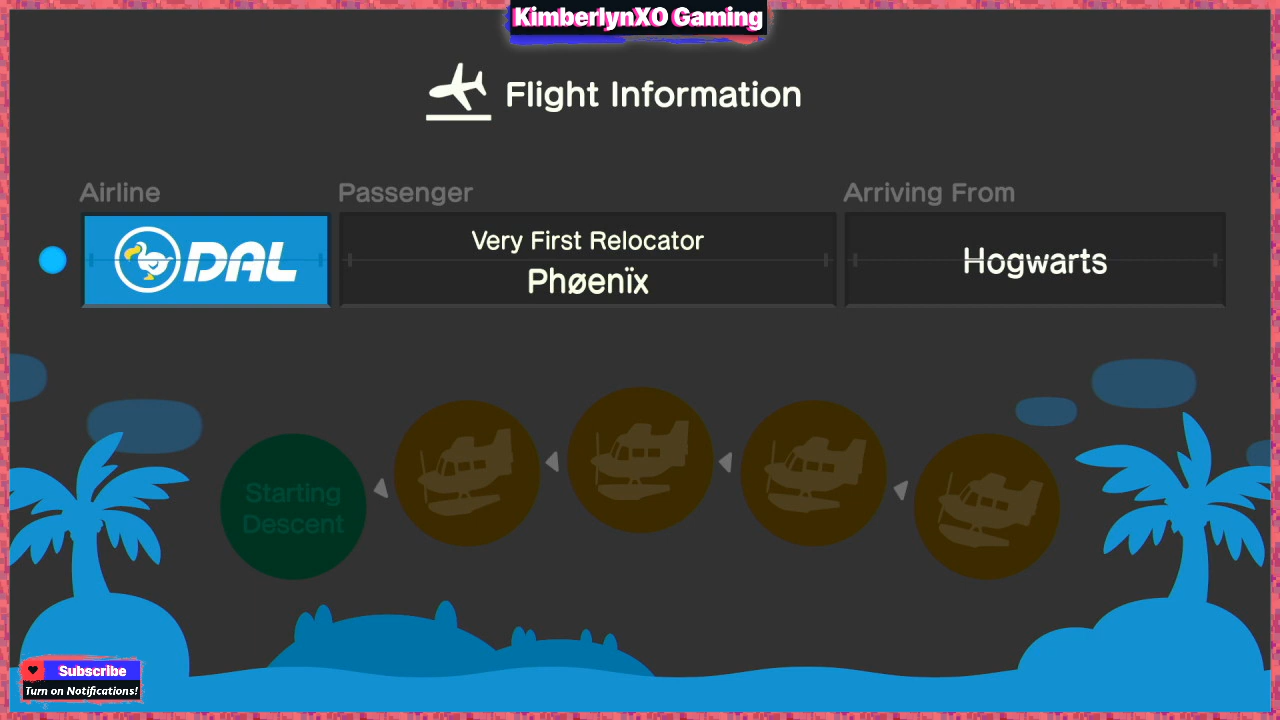 KimberlynXO Gaming
Flight Information
Airline
Passenger
Arriving From
DAL
Very First Relocator
Phøenïx
Hogwarts
Starting
Descent
Subscribe
Turn on Notifications!